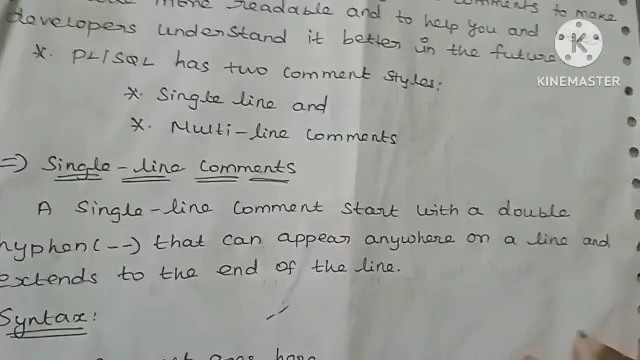 more readable and to help you and
developers understand it better in the future
* PL/SQL has two comment styles:
* Single line and
* Multi-line comments
=> Single-line comments
A Single-line comment start with a double
hyphen(--) that can appear anywhere on a line and
extends to the end of the line.
Syntax:
KINEMASTER